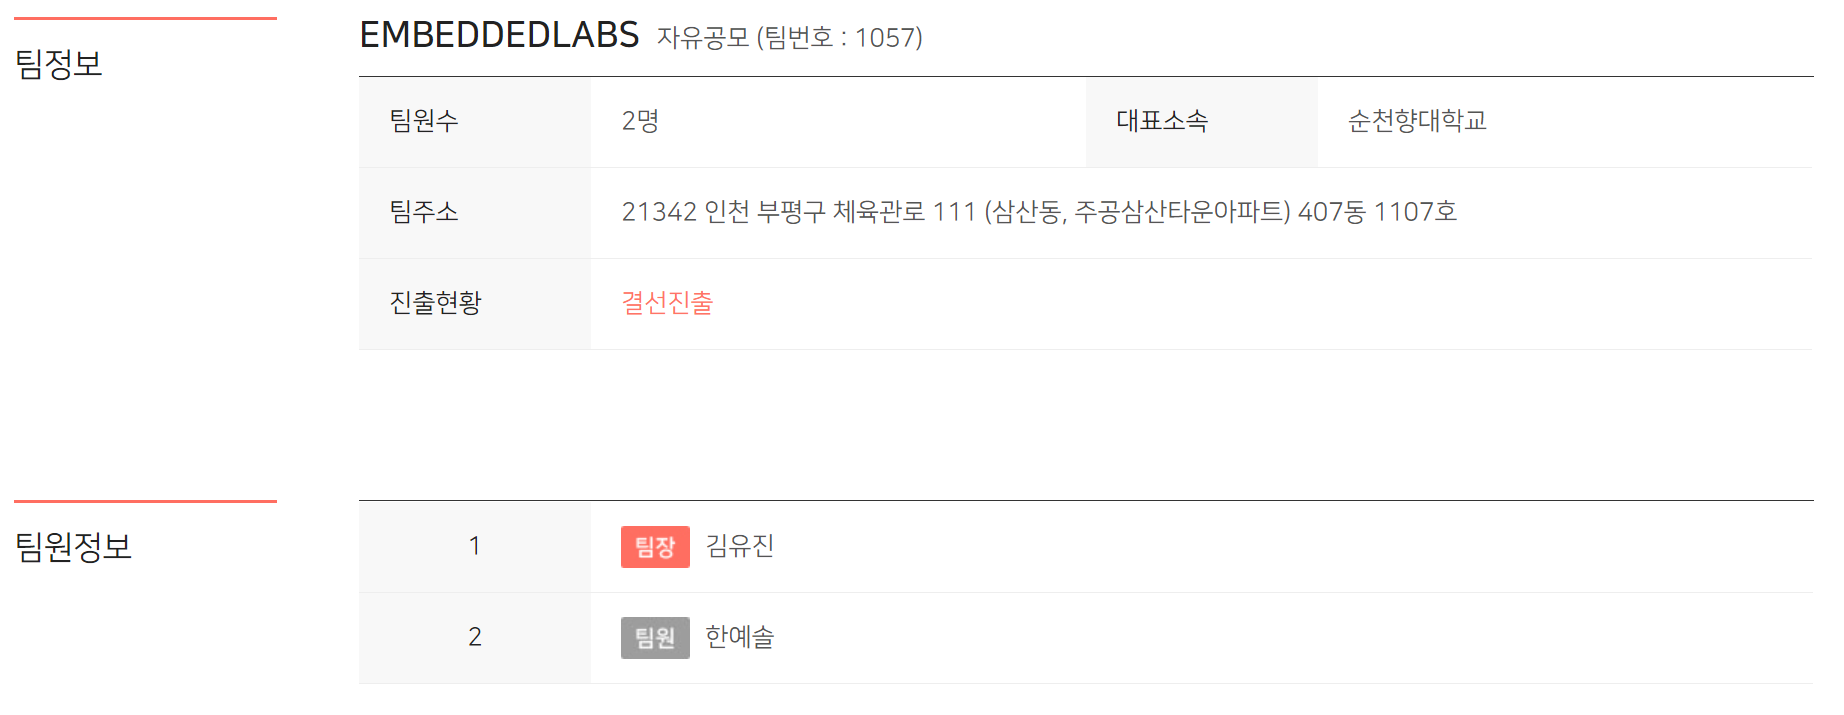 팀정보
EMBEDDEDLABS 자유공모 (팀번호 : 1057)
팀원수 2명 대표소속 순천향대학교
팀주소 21342 인천 부평구 체육관로 111 (삼산동, 주공삼산타운아파트) 407동 1107호
진출현황 결선진출
팀원정보
1 팀장 김유진
2 팀원 한예솔